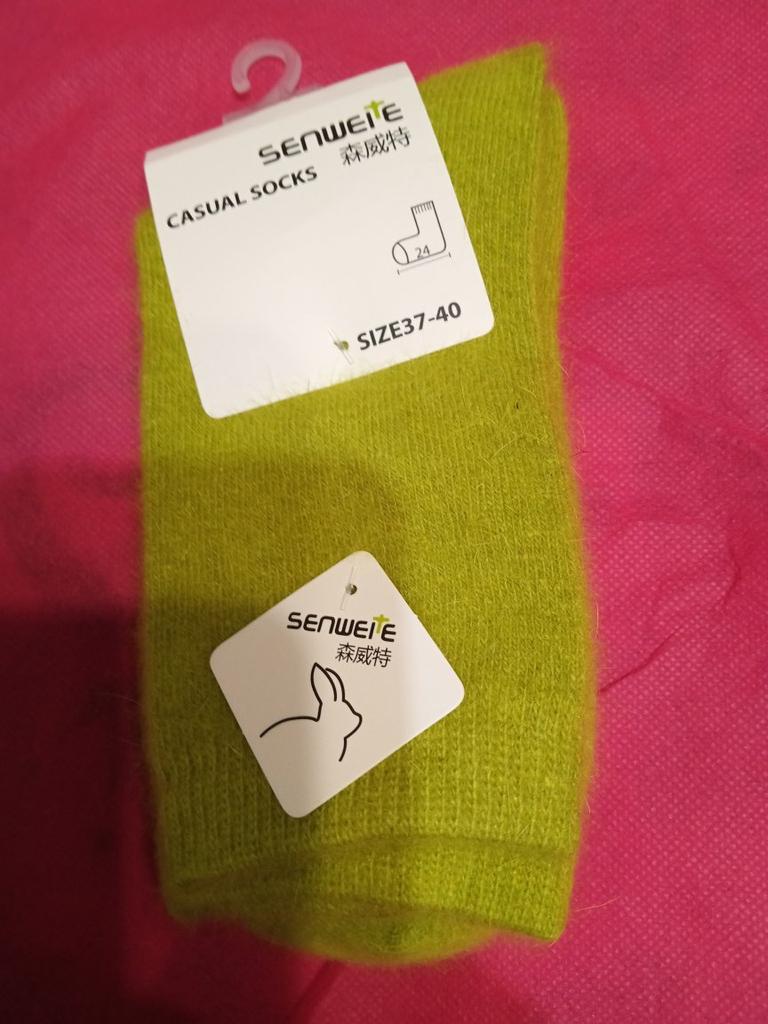 SENWEITE
森威特
CASUAL SOCKS
24
SIZE37-40
SENWEITE
森威特